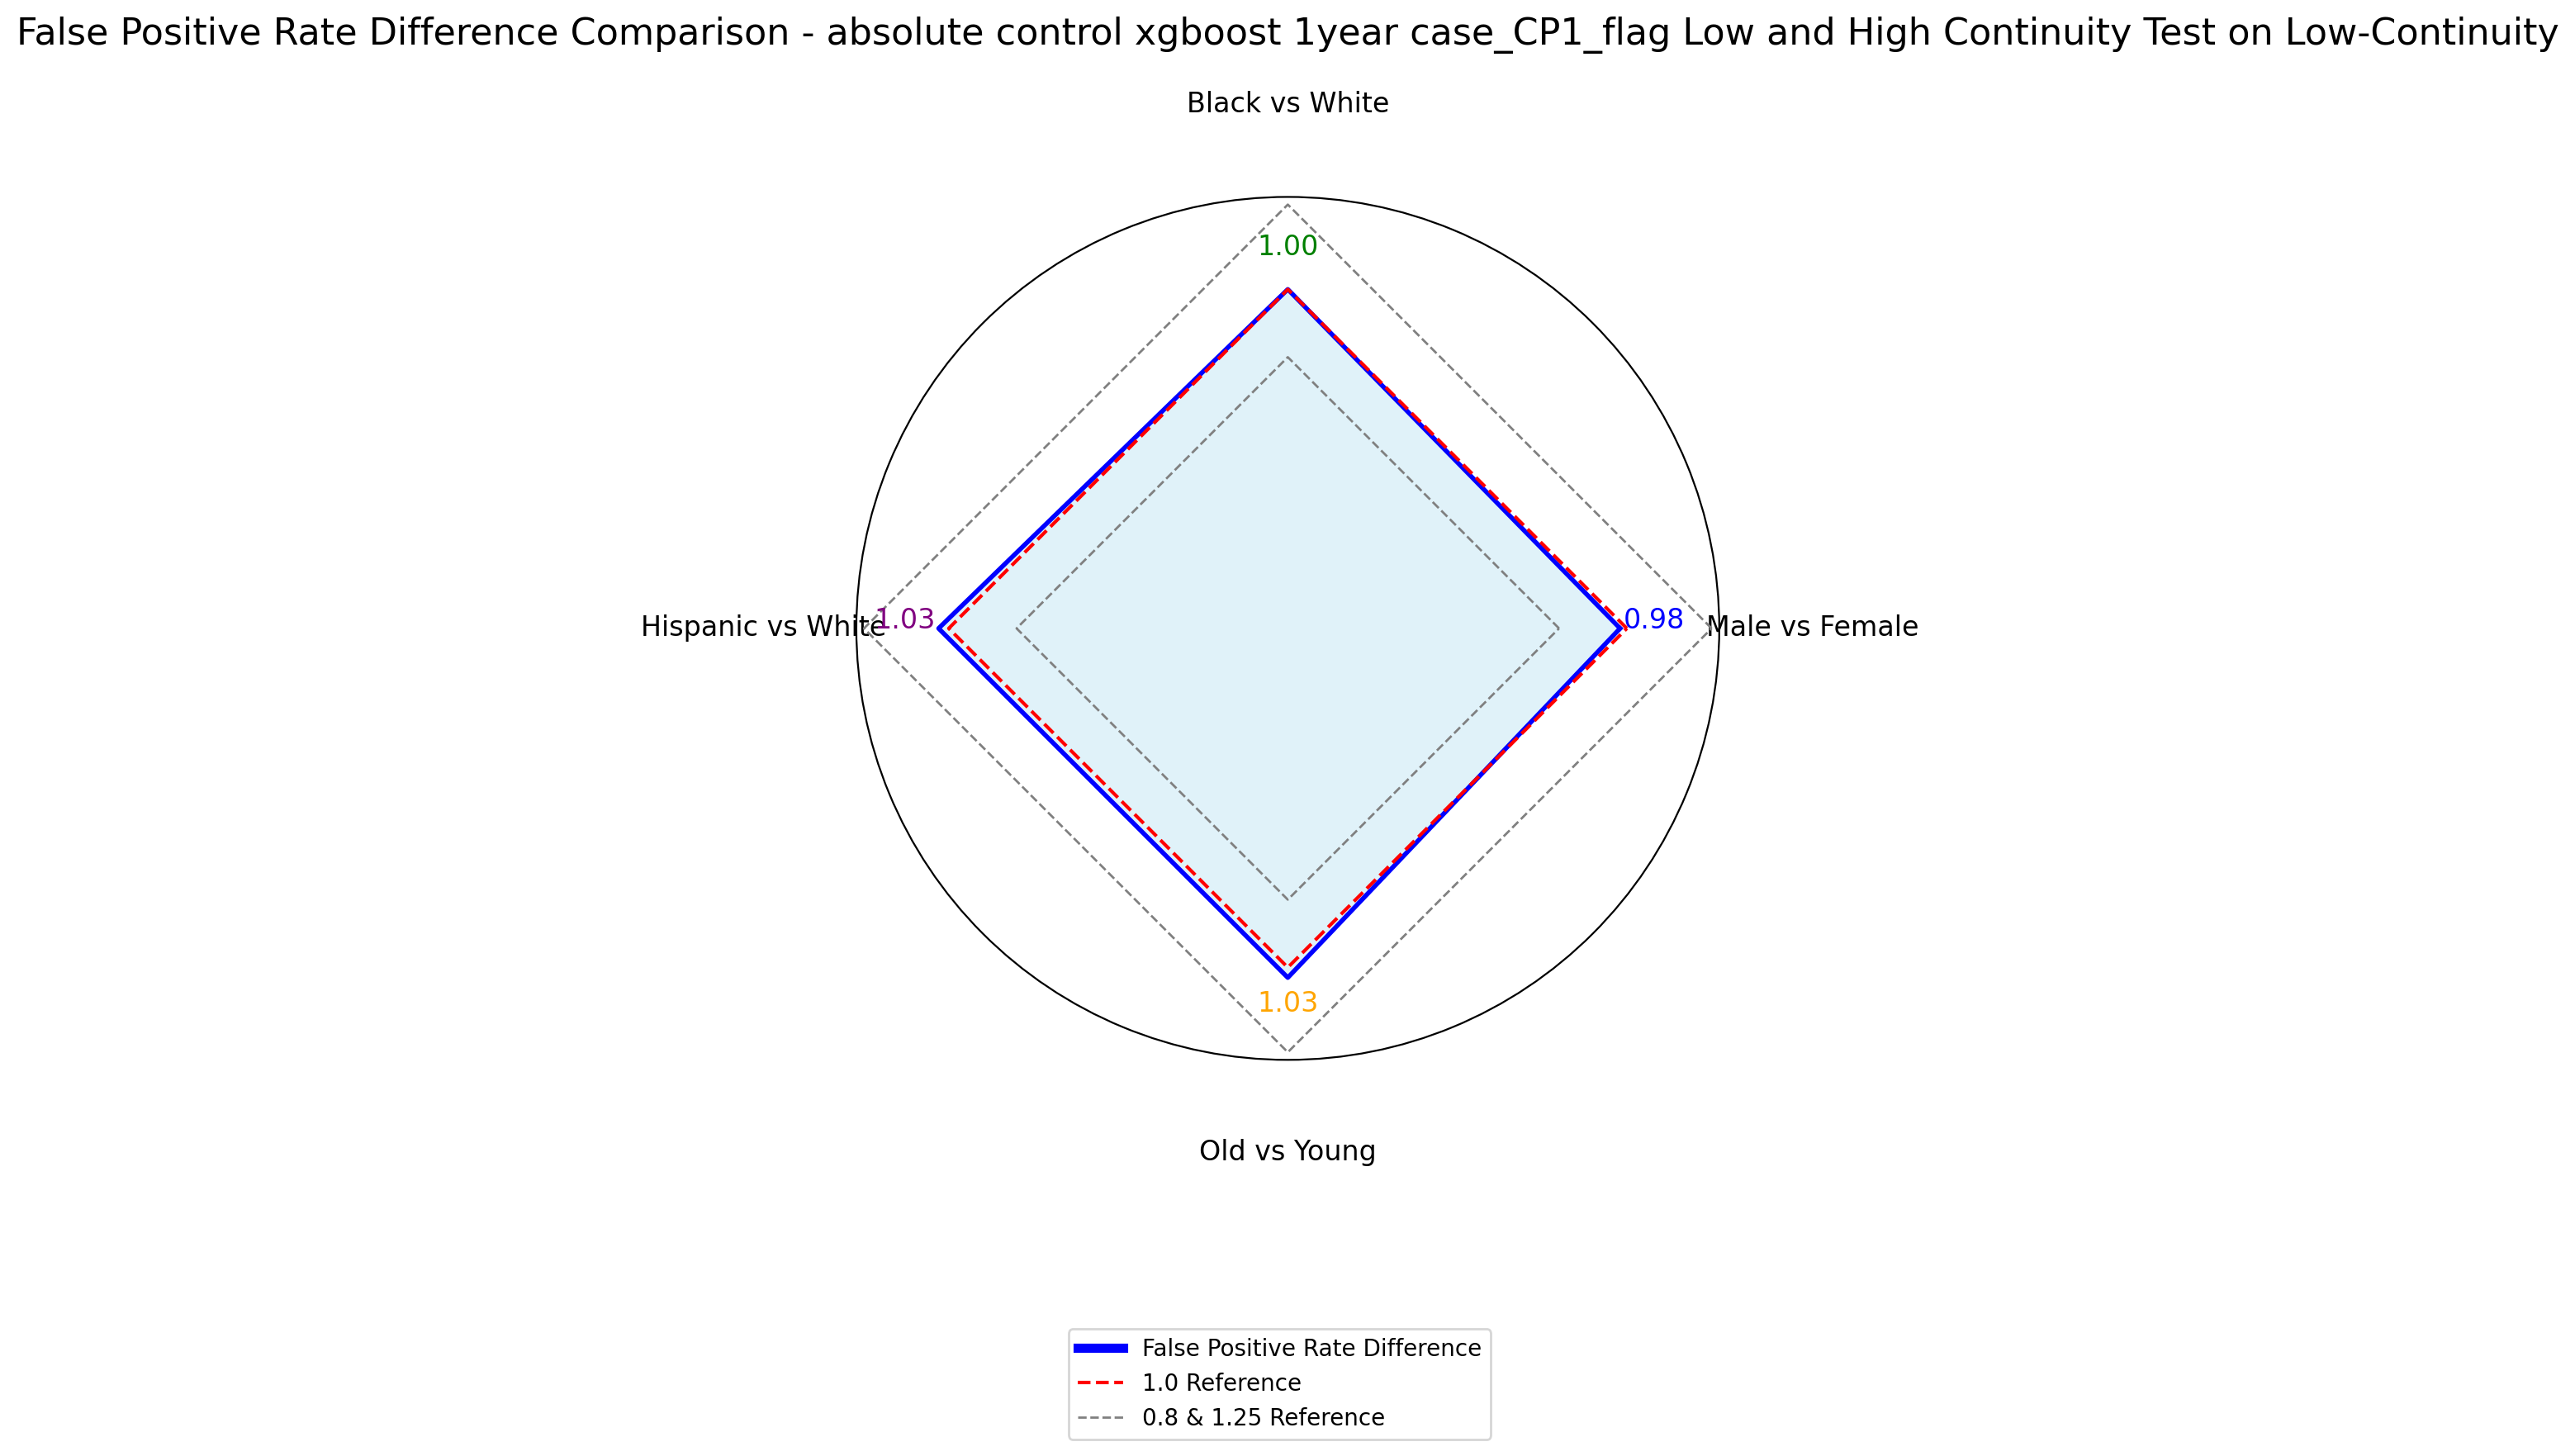 False Positive Rate Difference Comparison - absolute control xgboost 1year case_CP1_flag Low and High Continuity Test on Low-Continuity
Black vs White
1.00
Hispanic vs White
1.03
0.98
Male vs Female
1.03
Old vs Young
False Positive Rate Difference
1.0 Reference
0.8 & 1.25 Reference